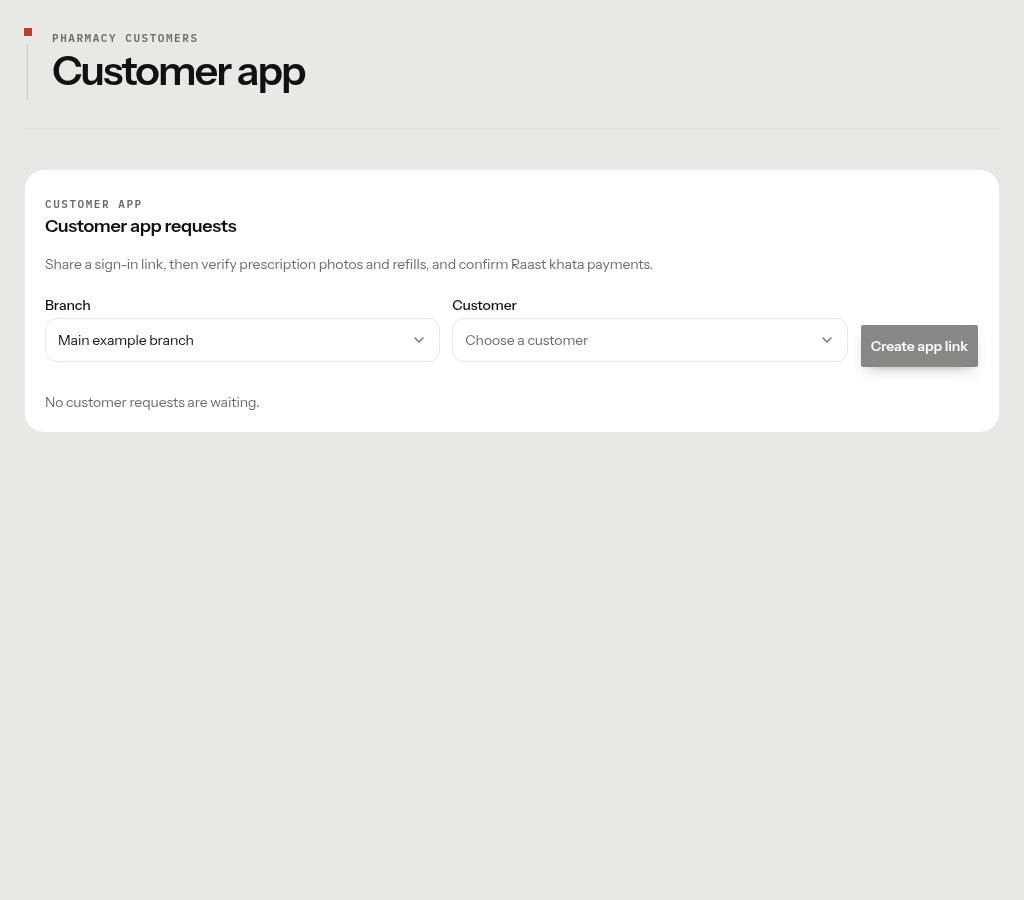 PHARMACY CUSTOMERS
Customer app
CUSTOMER APP
Customer app requests
Share a sign-in link, then verify prescription photos and refills, and confirm Raast khata payments.
Branch
Customer
Main example branch
Choose a customer
Create app link
No customer requests are waiting.